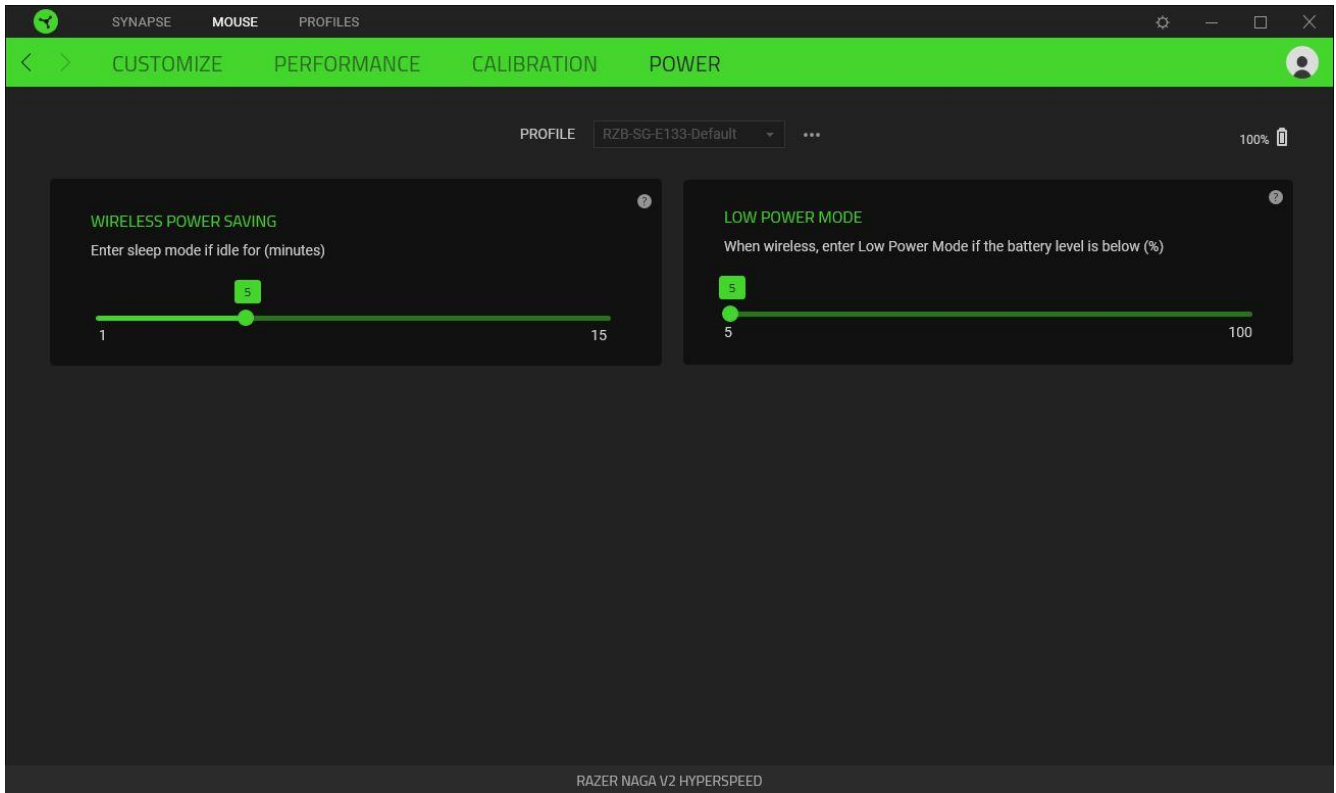 SYNAPSE MOUSE PROFILES
CUSTOMIZE PERFORMANCE CALIBRATION POWER
PROFILE RZB-SG-E133-Default
100%
WIRELESS POWER SAVING
Enter sleep mode if idle for (minutes)
5
1 15
LOW POWER MODE
When wireless, enter Low Power Mode if the battery level is below (%)
5
5 100
RAZER NAGA V2 HYPERSPEED